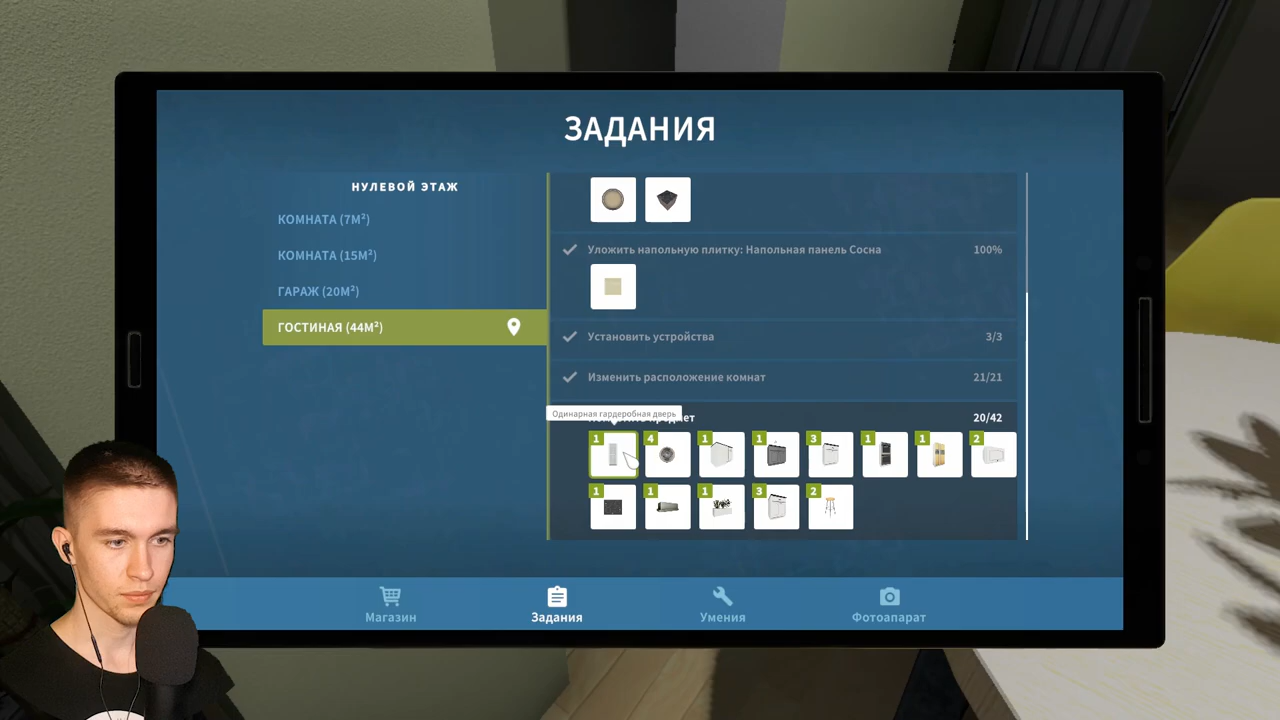 ЗАДАНИЯ
НУЛЕВОЙ ЭТАЖ
КОМНАТА (7М²)
КОМНАТА (15М²)
ГАРАЖ (20М²)
ГОСТИНАЯ (44М²)
Уложить напольную плитку: Напольная панель Сосна 100%
Установить устройства 3/3
Изменить расположение комнат 21/21
Одинарная гардеробная дверь
20/42
1 4 1 1 3 1 1 2
1 1 1 3 2
Магазин Задания Умения Фотоаппарат